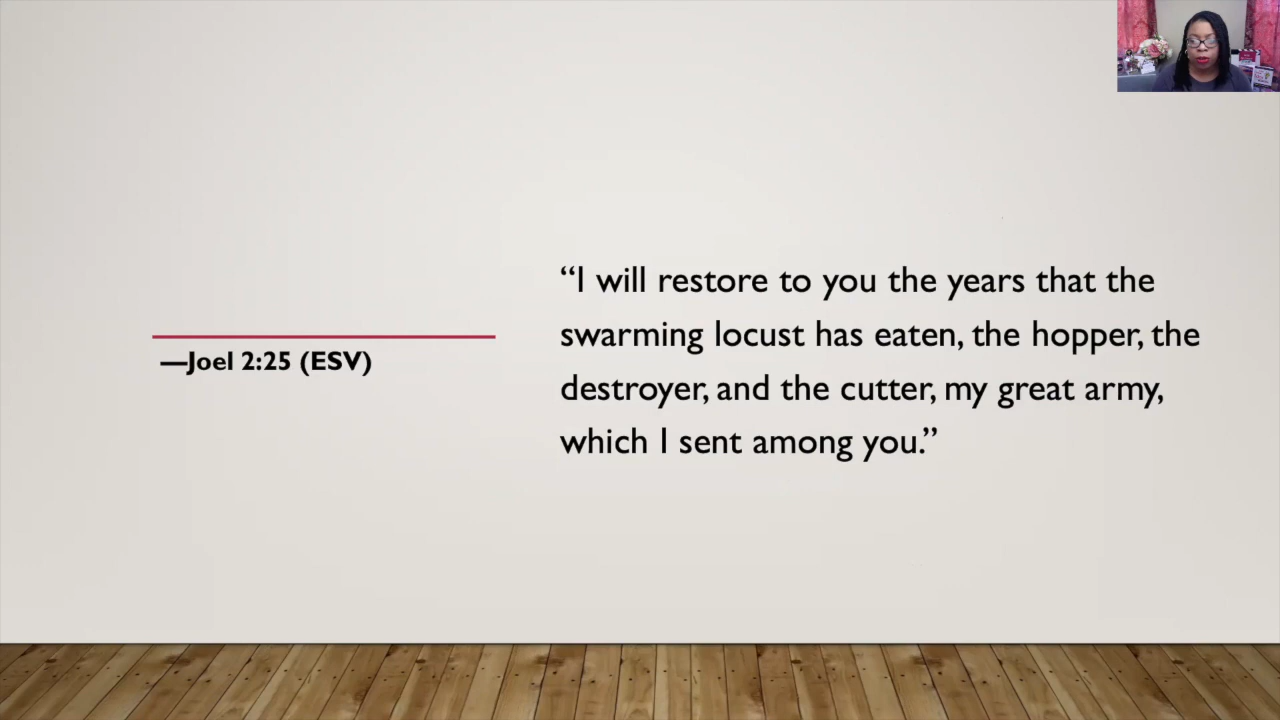 —Joel 2:25 (ESV)
“I will restore to you the years that the
swarming locust has eaten, the hopper, the
destroyer, and the cutter, my great army,
which I sent among you.”